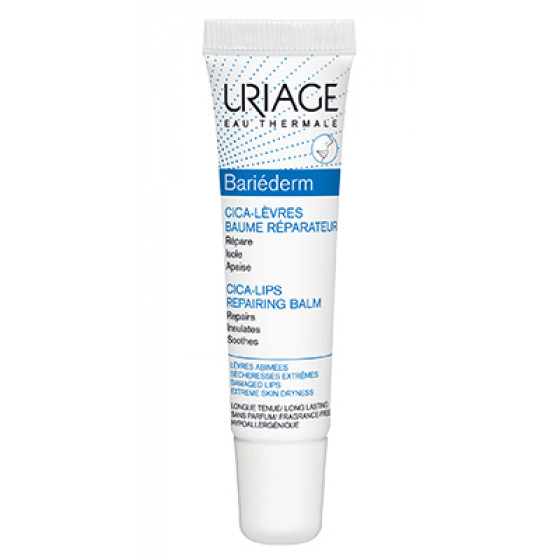 URIAGE
EAU THERMALE
Bariéderm
CICA-LÈVRES
BAUME RÉPARATEUR
Répare
Isole
Apaise
CICA-LIPS
REPAIRING BALM
Repairs
Insulates
Soothes
LÈVRES ABIMÉES
SÉCHERESSES EXTRÊMES
DAMAGED LIPS
EXTREME SKIN DRYNESS
LONGUE TENUE/ LONG LASTING
SANS PARFUM/ FRAGRANCE-FREE
HYPOALLERGÉNIQUE